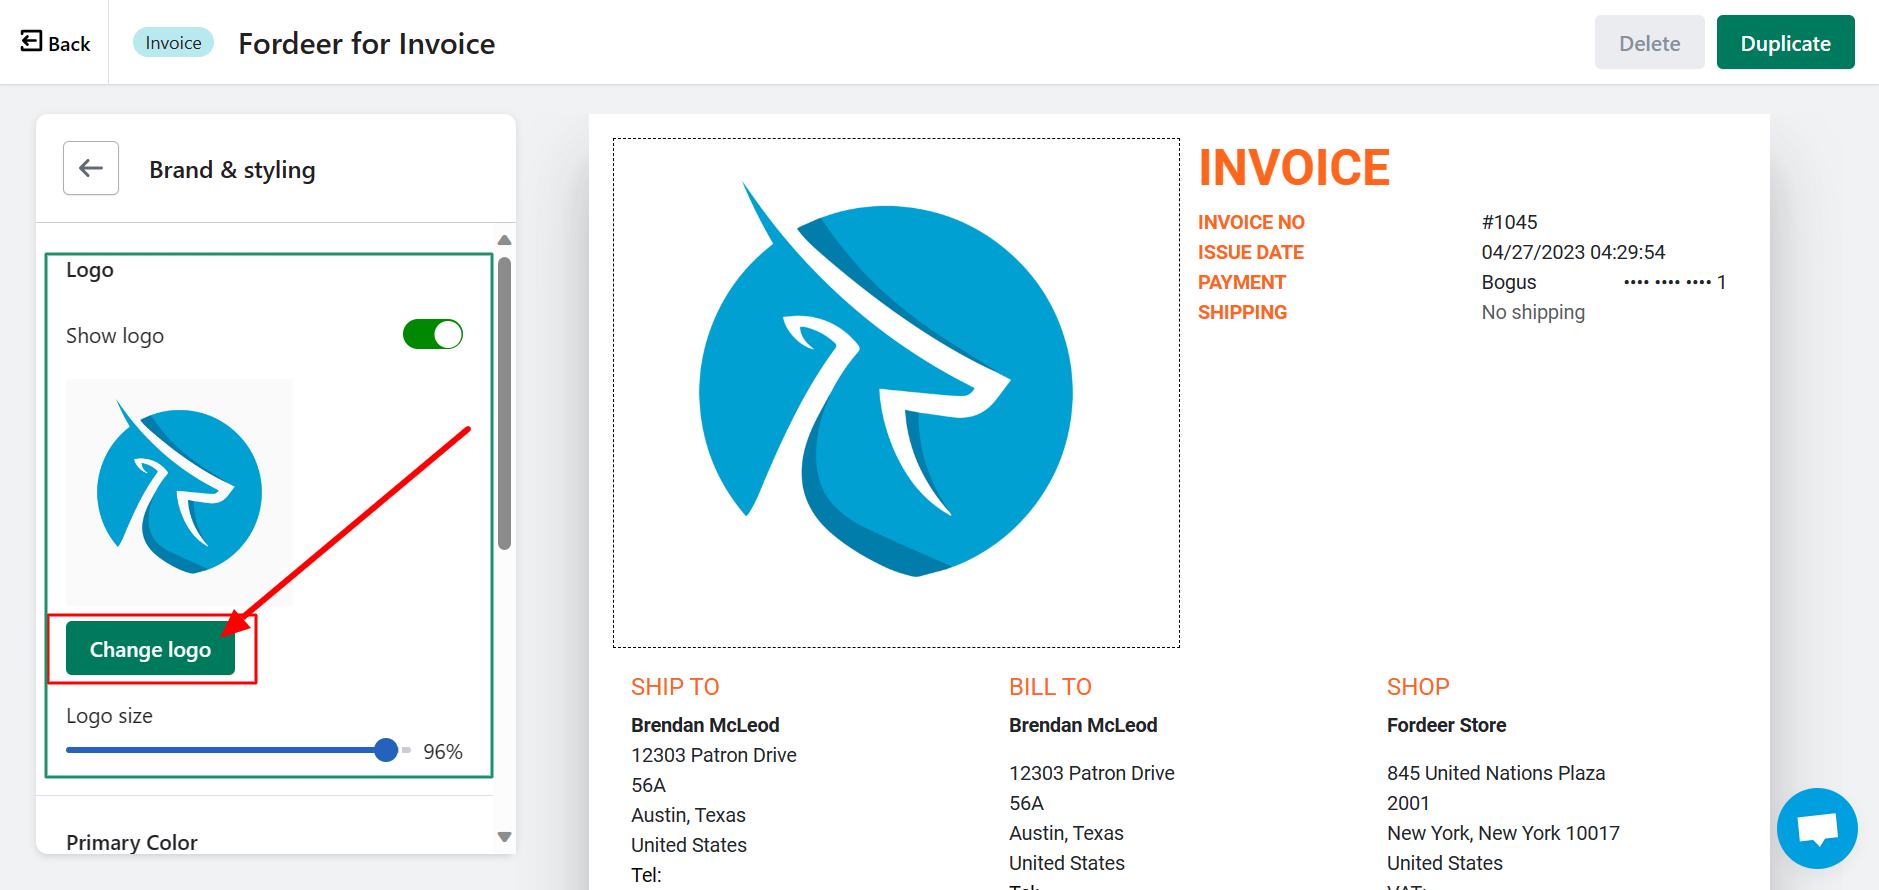 Back
Invoice
Fordeer for Invoice
Delete
Duplicate
Brand & styling
Logo
Show logo
Change logo
Logo size
96%
Primary Color
INVOICE
INVOICE NO #1045
ISSUE DATE 04/27/2023 04:29:54
PAYMENT Bogus •••• •••• •••• 1
SHIPPING No shipping
SHIP TO
Brendan McLeod
12303 Patron Drive
56A
Austin, Texas
United States
Tel:
BILL TO
Brendan McLeod
12303 Patron Drive
56A
Austin, Texas
United States
SHOP
Fordeer Store
845 United Nations Plaza
2001
New York, New York 10017
United States